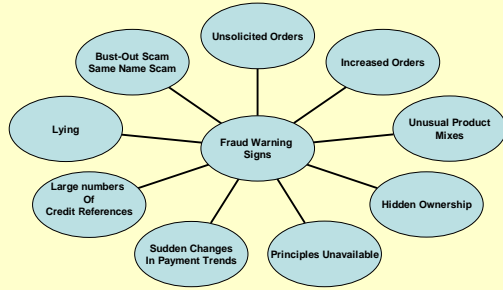 Unsolicited Orders
Bust-Out Scam
Same Name Scam
Increased Orders
Lying
Fraud Warning
Signs
Unusual Product
Mixes
Large numbers
Of
Credit References
Hidden Ownership
Sudden Changes
In Payment Trends
Principles Unavailable